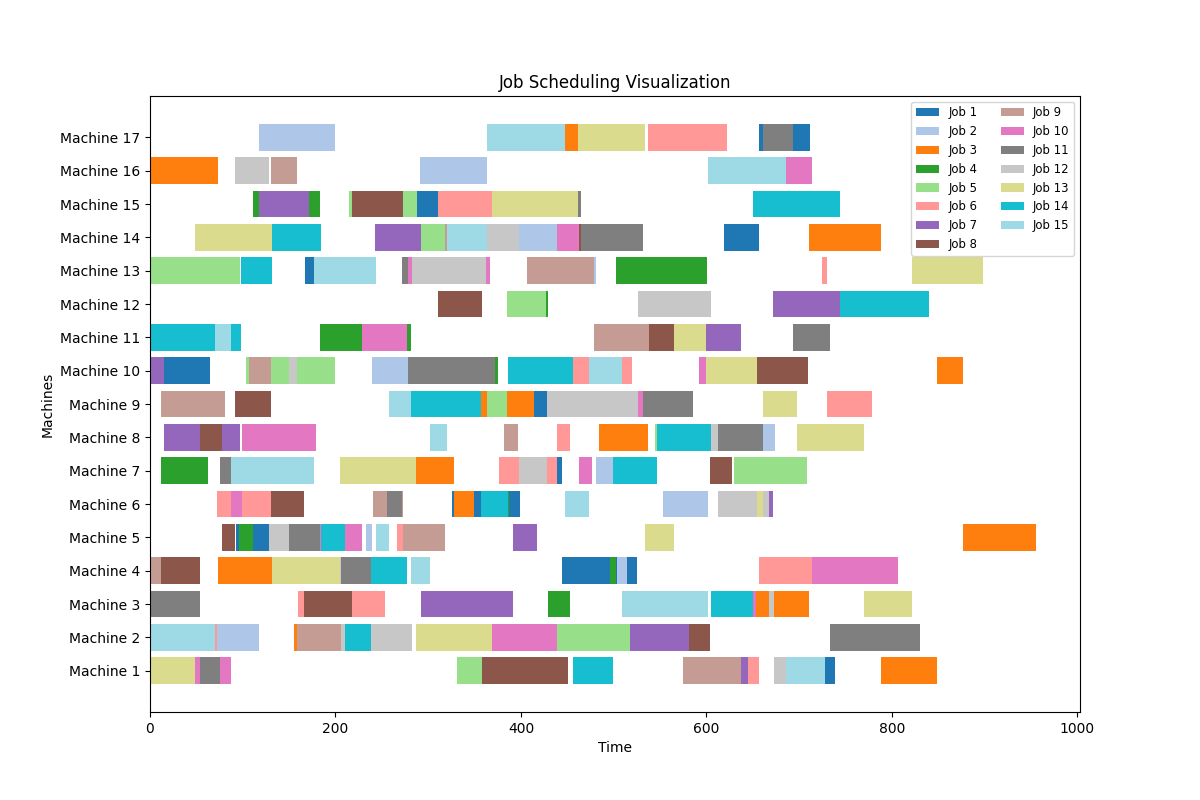 Job Scheduling Visualization
Machine 17
Machine 16
Machine 15
Machine 14
Machine 13
Machine 12
Machine 11
Machine 10
Machine 9
Machine 8
Machine 7
Machine 6
Machine 5
Machine 4
Machine 3
Machine 2
Machine 1
Machines
0 200 400 600 800 1000
Time
Job 1
Job 2
Job 3
Job 4
Job 5
Job 6
Job 7
Job 8
Job 9
Job 10
Job 11
Job 12
Job 13
Job 14
Job 15